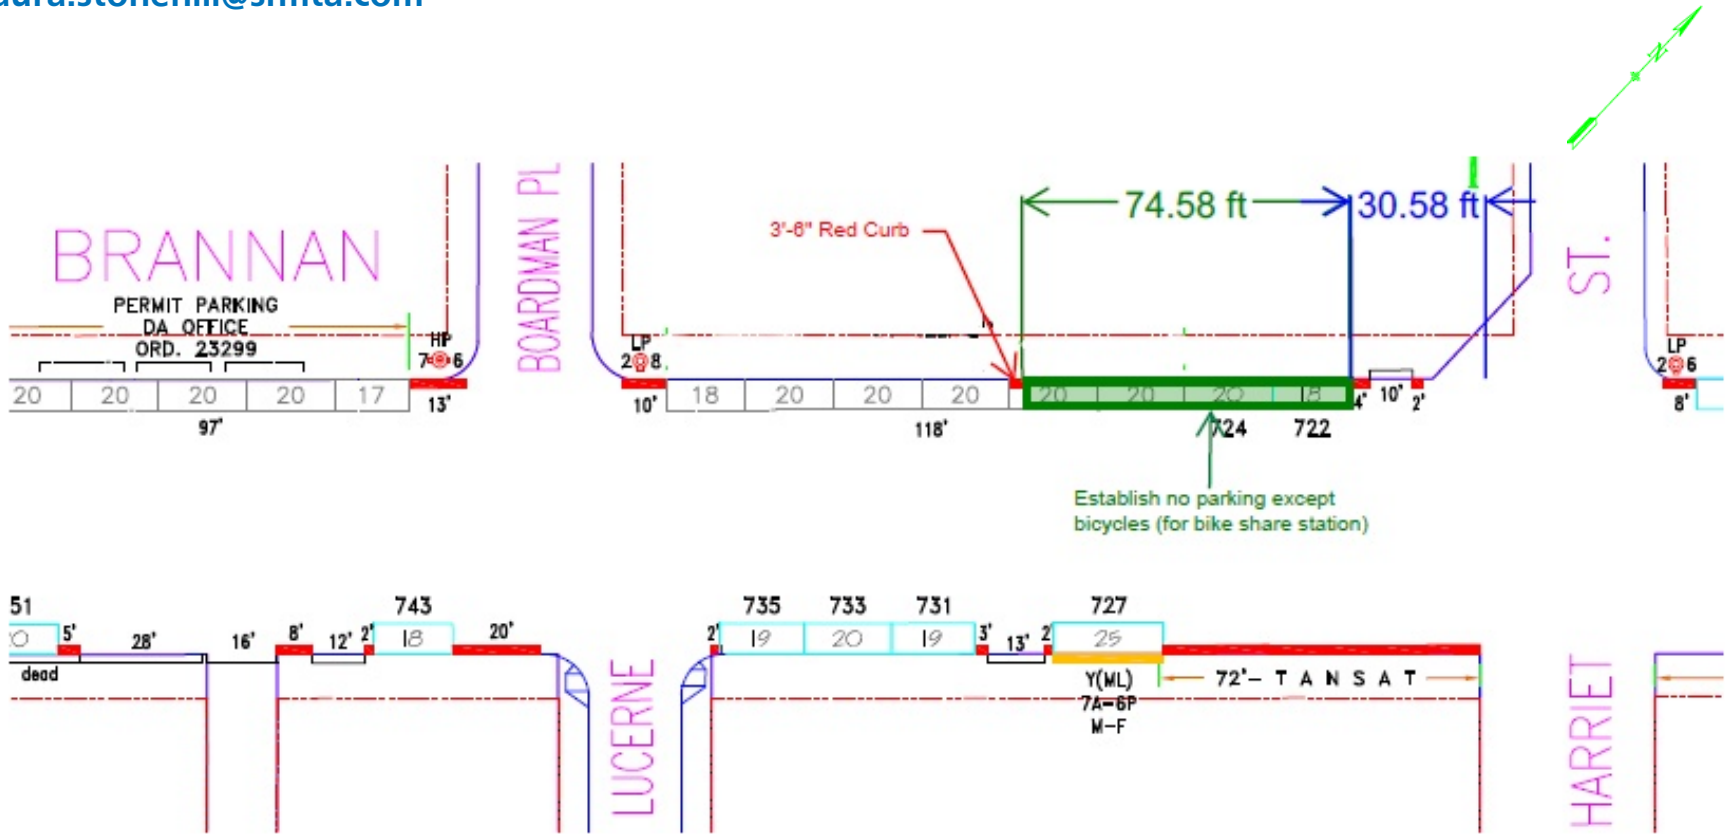 aura.stonehill@sfmta.com
N
74.58 ft
30.58 ft
3'-6" Red Curb
BRANNAN
BOARDMAN PL
ST.
PERMIT PARKING
DA OFFICE
ORD. 23299
HP
7 6
LP
2 8
LP
2 6
20 20 20 20 17
13'
10'
18 20 20 20 20 20 20 18
4' 10' 2'
8'
97'
118'
724 722
Establish no parking except
bicycles (for bike share station)
51
743
735 733 731
727
5' 28' 16' 8' 12' 2' 18 20'
2' 19 20 19 3' 13' 2 25
dead
Y(ML)
7A-6P
M-F
72'- T A N S A T
LUCERNE
HARRIET